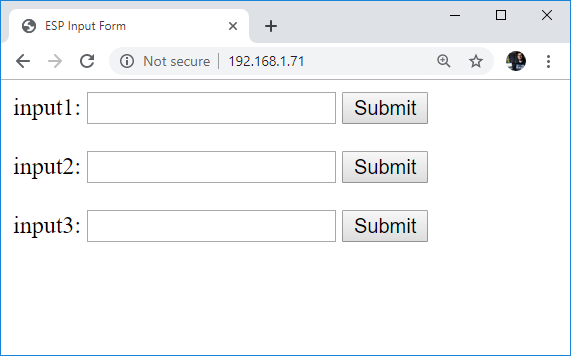 ESP Input Form
Not secure | 192.168.1.71
input1: Submit
input2: Submit
input3: Submit